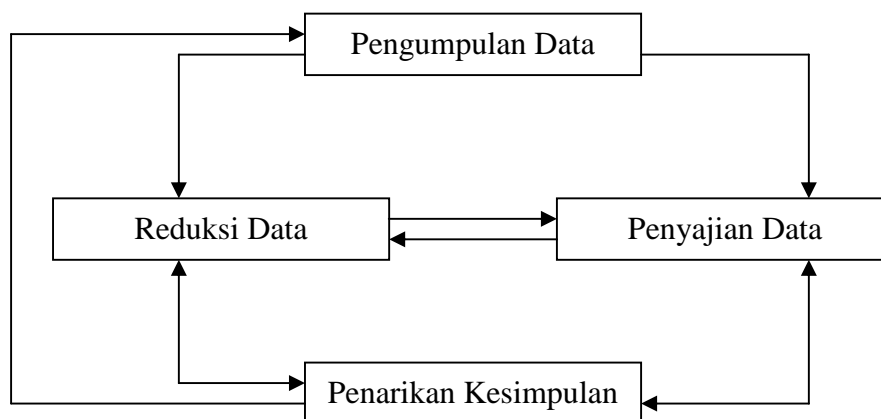 Pengumpulan Data
Reduksi Data
Penyajian Data
Penarikan Kesimpulan